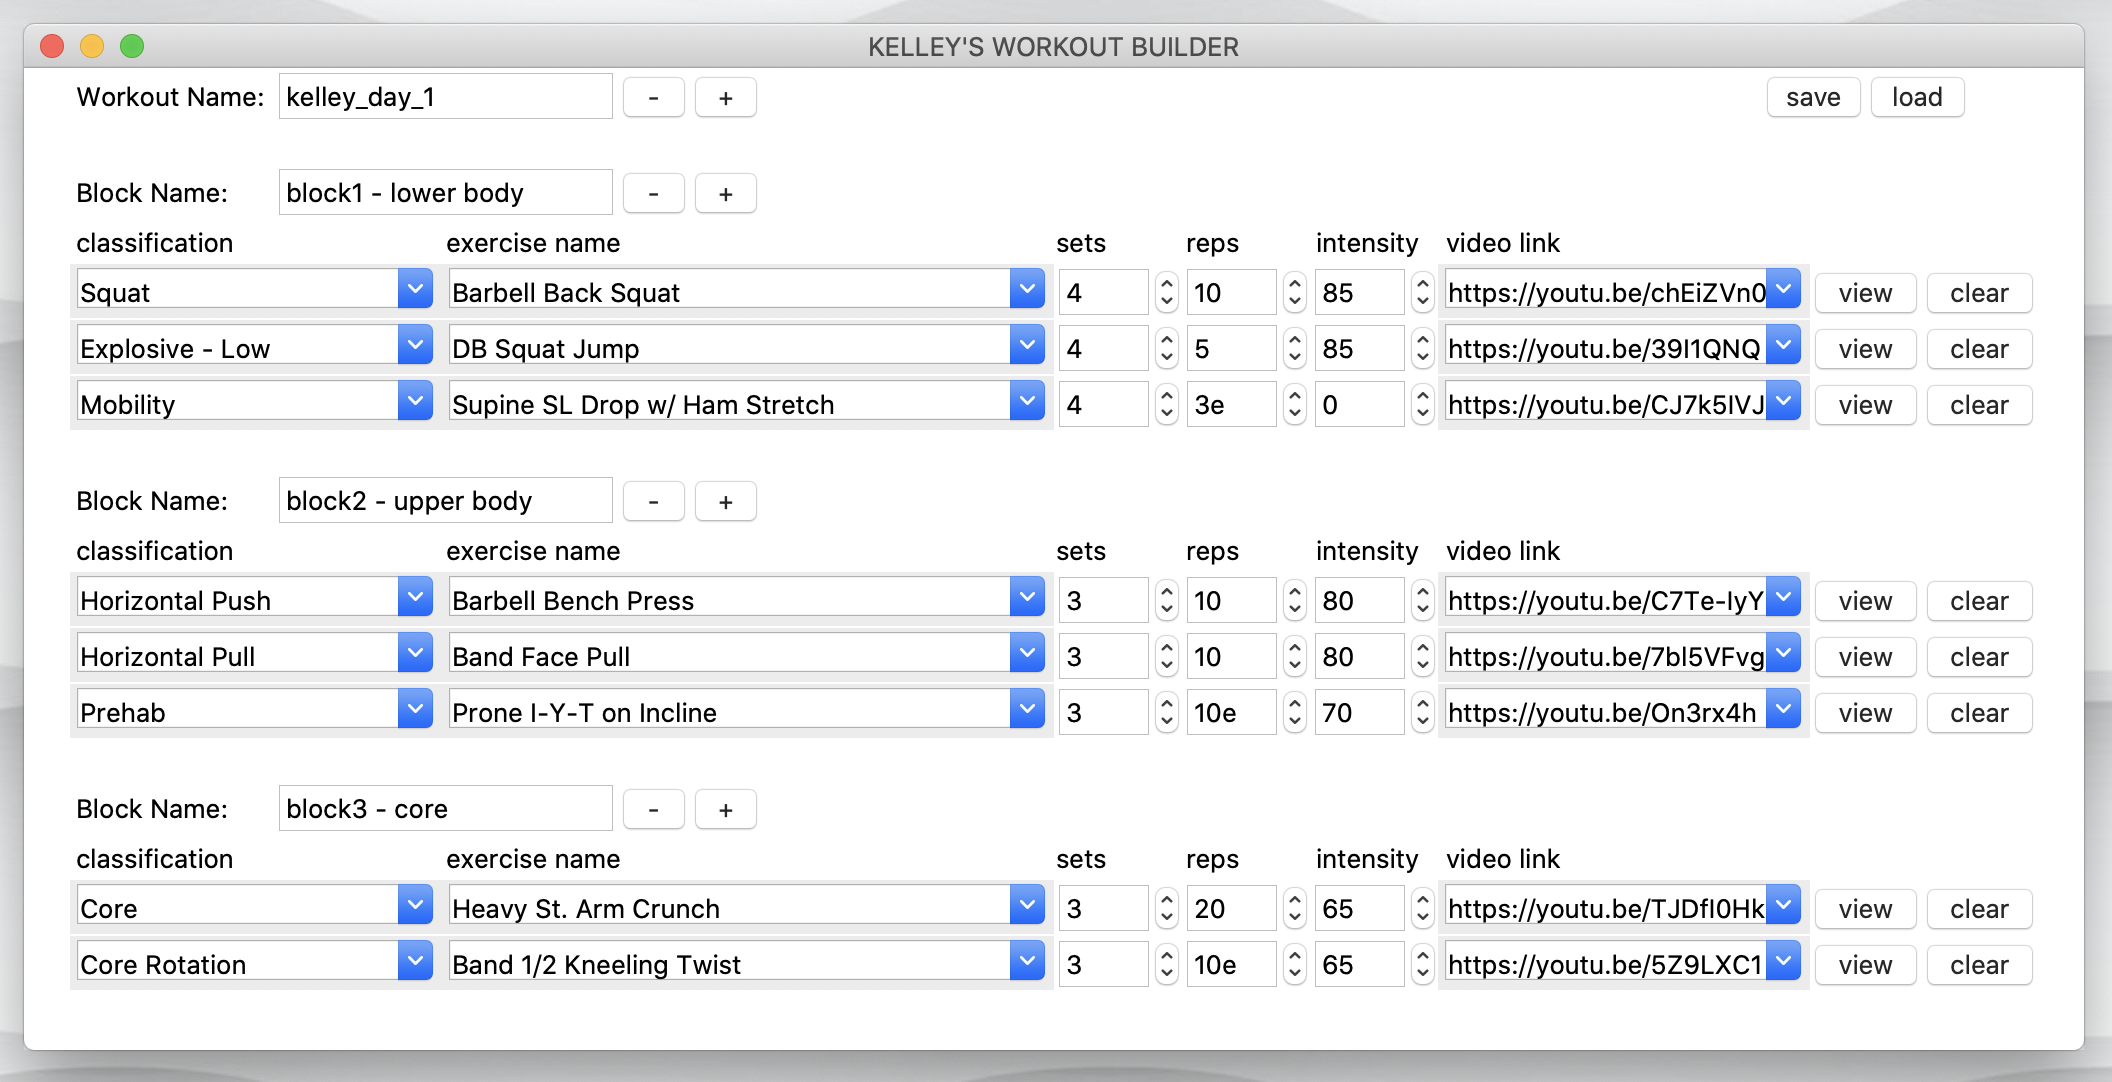 KELLEY'S WORKOUT BUILDER
Workout Name: kelley_day_1 - + save load
Block Name: block1 - lower body - +
classification exercise name sets reps intensity video link
Squat Barbell Back Squat 4 10 85 https://youtu.be/chEiZVn0 view clear
Explosive - Low DB Squat Jump 4 5 85 https://youtu.be/39I1QNQ view clear
Mobility Supine SL Drop w/ Ham Stretch 4 3e 0 https://youtu.be/CJ7k5IVJ view clear
Block Name: block2 - upper body - +
classification exercise name sets reps intensity video link
Horizontal Push Barbell Bench Press 3 10 80 https://youtu.be/C7Te-IyY view clear
Horizontal Pull Band Face Pull 3 10 80 https://youtu.be/7bI5VFvg view clear
Prehab Prone I-Y-T on Incline 3 10e 70 https://youtu.be/On3rx4h view clear
Block Name: block3 - core - +
classification exercise name sets reps intensity video link
Core Heavy St. Arm Crunch 3 20 65 https://youtu.be/TJDfI0Hk view clear
Core Rotation Band 1/2 Kneeling Twist 3 10e 65 https://youtu.be/5Z9LXC1 view clear